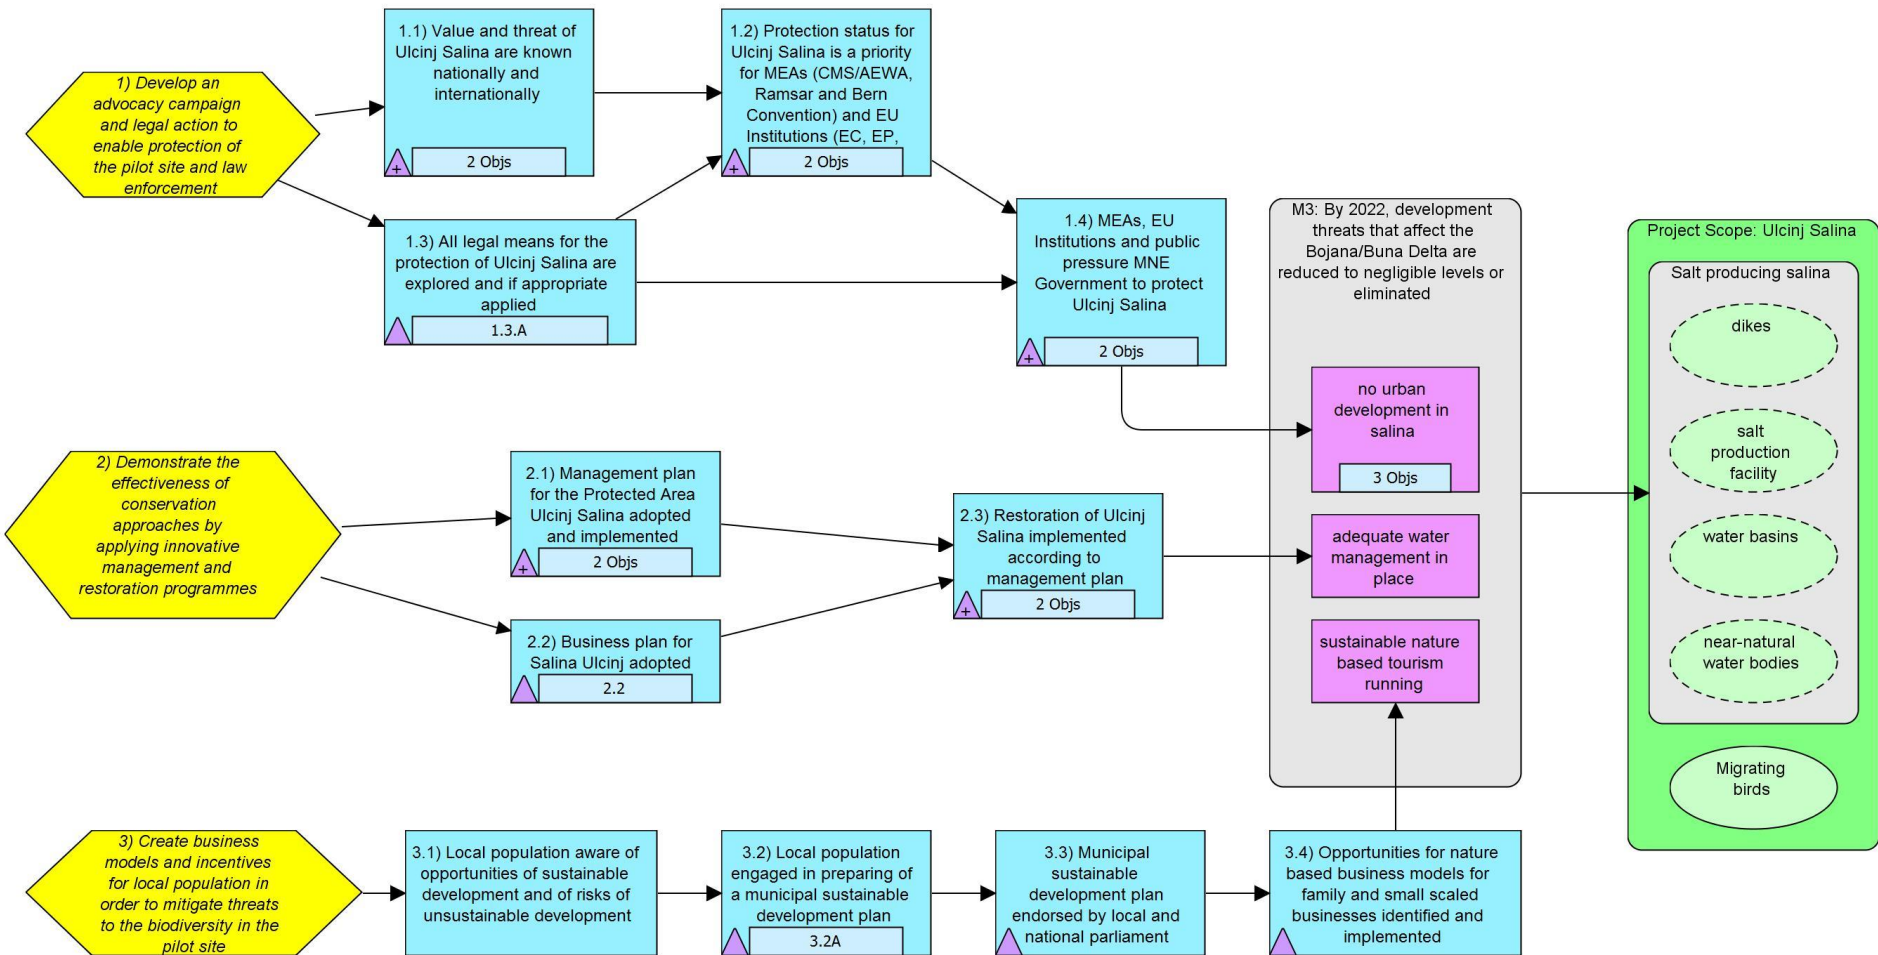 1) Develop an
advocacy campaign
and legal action to
enable protection of
the pilot site and law
enforcement
1.1) Value and threat of
Ulcinj Salina are known
nationally and
internationally
+
2 Objs
1.2) Protection status for
Ulcinj Salina is a priority
for MEAs (CMS/AEWA,
Ramsar and Bern
Convention) and EU
Institutions (EC, EP,
+
2 Objs
1.3) All legal means for the
protection of Ulcinj Salina are
explored and if appropriate
applied
1.3.A
1.4) MEAs, EU
Institutions and public
pressure MNE
Government to protect
Ulcinj Salina
+
2 Objs
2) Demonstrate the
effectiveness of
conservation
approaches by
applying innovative
management and
restoration programmes
2.1) Management plan
for the Protected Area
Ulcinj Salina adopted
and implemented
+
2 Objs
2.2) Business plan for
Salina Ulcinj adopted
2.2
2.3) Restoration of Ulcinj
Salina implemented
according to
management plan
+
2 Objs
3) Create business
models and incentives
for local population in
order to mitigate threats
to the biodiversity in the
pilot site
3.1) Local population aware of
opportunities of sustainable
development and of risks of
unsustainable development
3.2) Local population
engaged in preparing of
a municipal sustainable
development plan
3.2A
3.3) Municipal
sustainable
development plan
endorsed by local and
national parliament
3.4) Opportunities for nature
based business models for
family and small scaled
businesses identified and
implemented
M3: By 2022, development
threats that affect the
Bojana/Buna Delta are
reduced to negligible levels or
eliminated
no urban
development in
salina
3 Objs
adequate water
management in
place
sustainable nature
based tourism
running
Project Scope: Ulcinj Salina
Salt producing salina
dikes
salt
production
facility
water basins
near-natural
water bodies
Migrating
birds